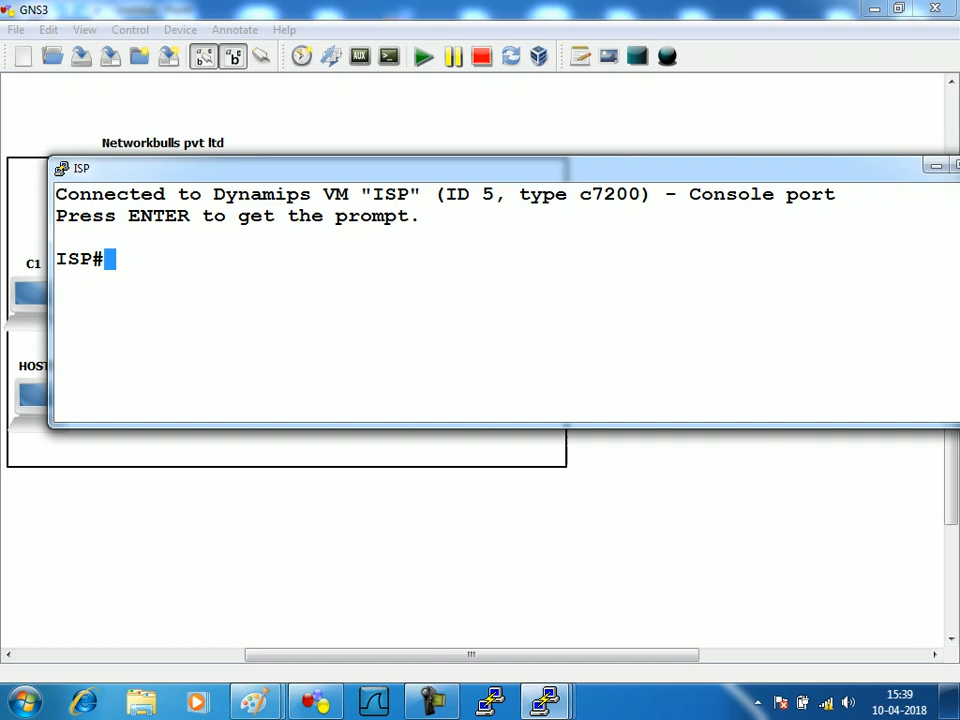 GNS3
File Edit View Control Device Annotate Help
AUX
Networkbulls pvt ltd
ISP
Connected to Dynamips VM "ISP" (ID 5, type c7200) - Console port
Press ENTER to get the prompt.
ISP#
C1
HOST
15:39
10-04-2018